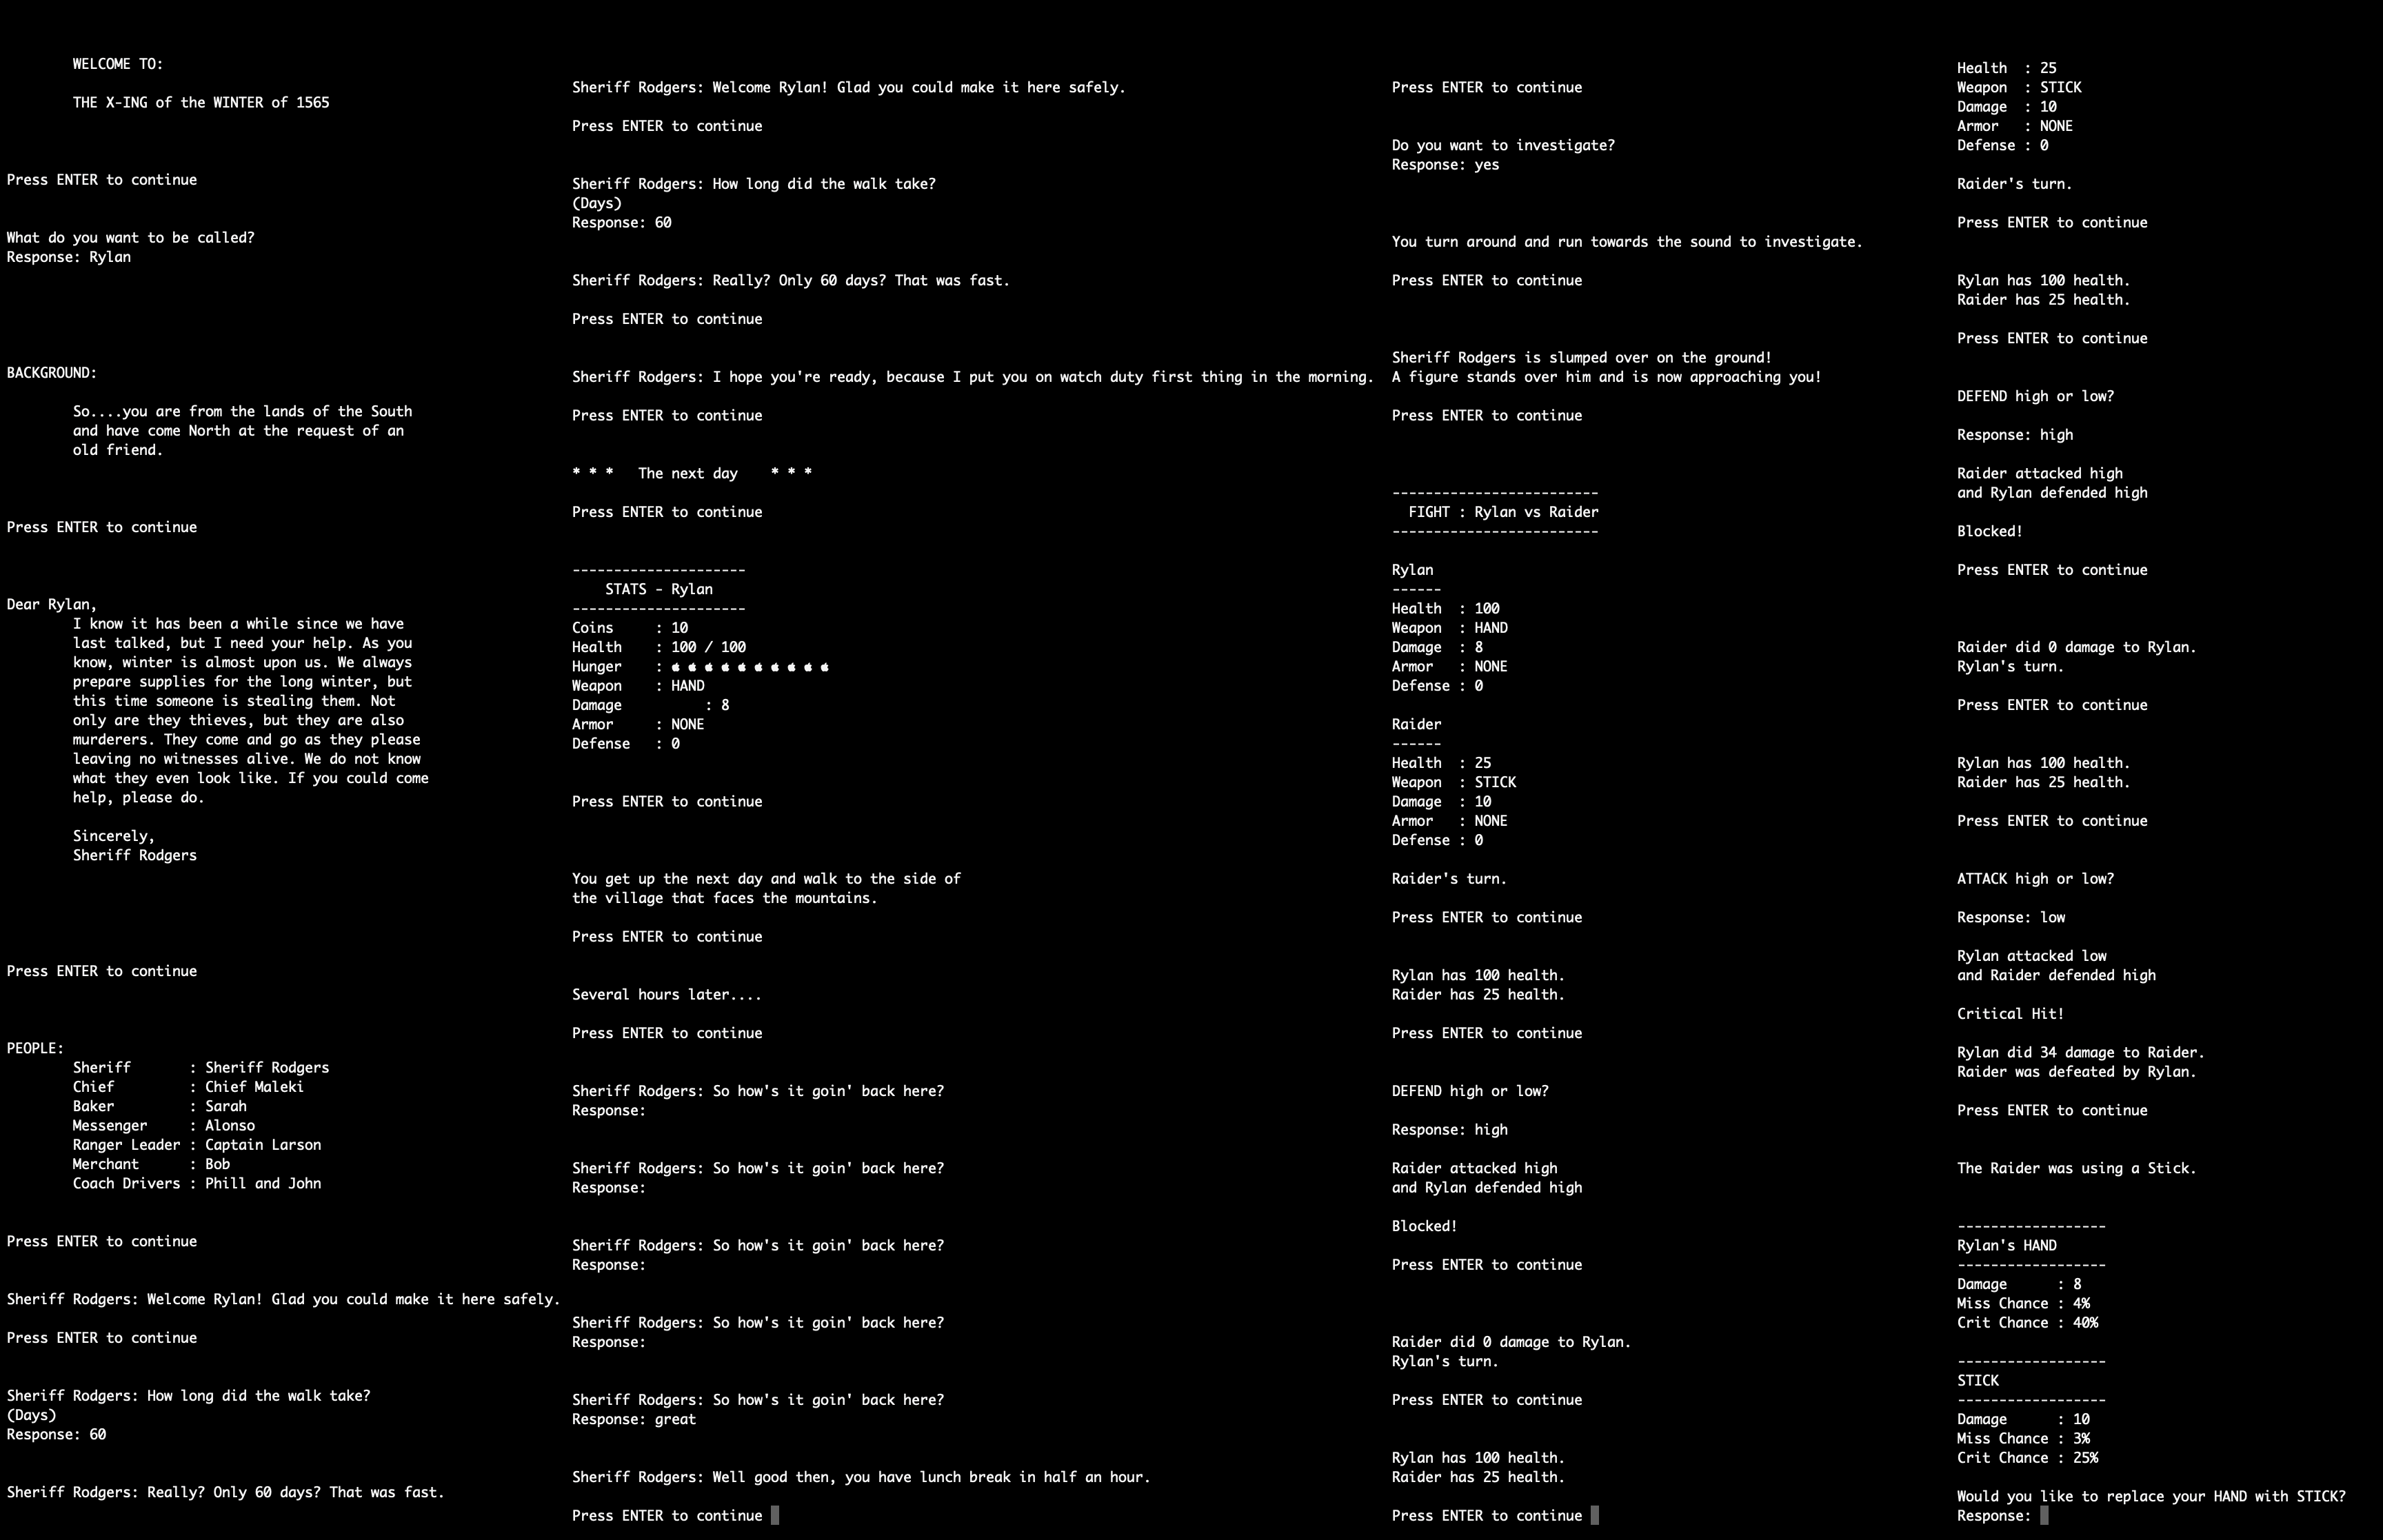 WELCOME TO:
THE X-ING of the WINTER of 1565
Press ENTER to continue
What do you want to be called?
Response: Rylan
BACKGROUND:
So....you are from the lands of the South
and have come North at the request of an
old friend.
Press ENTER to continue
Dear Rylan,
I know it has been a while since we have
last talked, but I need your help. As you
know, winter is almost upon us. We always
prepare supplies for the long winter, but
this time someone is stealing them. Not
only are they thieves, but they are also
murderers. They come and go as they please
leaving no witnesses alive. We do not know
what they even look like. If you could come
help, please do.
Sincerely,
Sheriff Rodgers
Press ENTER to continue
PEOPLE:
Sheriff : Sheriff Rodgers
Chief : Chief Maleki
Baker : Sarah
Messenger : Alonso
Ranger Leader : Captain Larson
Merchant : Bob
Coach Drivers : Phill and John
Press ENTER to continue
Sheriff Rodgers: Welcome Rylan! Glad you could make it here safely.
Press ENTER to continue
Sheriff Rodgers: How long did the walk take?
(Days)
Response: 60
Sheriff Rodgers: Really? Only 60 days? That was fast.
Sheriff Rodgers: Welcome Rylan! Glad you could make it here safely.
Press ENTER to continue
Sheriff Rodgers: How long did the walk take?
(Days)
Response: 60
Sheriff Rodgers: Really? Only 60 days? That was fast.
Press ENTER to continue
Sheriff Rodgers: I hope you're ready, because I put you on watch duty first thing in the morning.
Press ENTER to continue
* * * The next day * * *
Press ENTER to continue
---------------------
STATS - Rylan
---------------------
Coins : 10
Health : 100 / 100
Hunger :
Weapon : HAND
Damage : 8
Armor : NONE
Defense : 0
Press ENTER to continue
You get up the next day and walk to the side of
the village that faces the mountains.
Press ENTER to continue
Several hours later....
Press ENTER to continue
Sheriff Rodgers: So how's it goin' back here?
Response:
Sheriff Rodgers: So how's it goin' back here?
Response:
Sheriff Rodgers: So how's it goin' back here?
Response:
Sheriff Rodgers: So how's it goin' back here?
Response:
Sheriff Rodgers: So how's it goin' back here?
Response: great
Sheriff Rodgers: Well good then, you have lunch break in half an hour.
Press ENTER to continue
Press ENTER to continue
Do you want to investigate?
Response: yes
You turn around and run towards the sound to investigate.
Press ENTER to continue
Sheriff Rodgers is slumped over on the ground!
A figure stands over him and is now approaching you!
Press ENTER to continue
-------------------------
FIGHT : Rylan vs Raider
-------------------------
Rylan
------
Health : 100
Weapon : HAND
Damage : 8
Armor : NONE
Defense : 0
Raider
------
Health : 25
Weapon : STICK
Damage : 10
Armor : NONE
Defense : 0
Raider's turn.
Press ENTER to continue
Rylan has 100 health.
Raider has 25 health.
Press ENTER to continue
DEFEND high or low?
Response: high
Raider attacked high
and Rylan defended high
Blocked!
Press ENTER to continue
Raider did 0 damage to Rylan.
Rylan's turn.
Press ENTER to continue
Rylan has 100 health.
Raider has 25 health.
Press ENTER to continue
Health : 25
Weapon : STICK
Damage : 10
Armor : NONE
Defense : 0
Raider's turn.
Press ENTER to continue
Rylan has 100 health.
Raider has 25 health.
Press ENTER to continue
DEFEND high or low?
Response: high
Raider attacked high
and Rylan defended high
Blocked!
Press ENTER to continue
Raider did 0 damage to Rylan.
Rylan's turn.
Press ENTER to continue
Rylan has 100 health.
Raider has 25 health.
Press ENTER to continue
ATTACK high or low?
Response: low
Rylan attacked low
and Raider defended high
Critical Hit!
Rylan did 34 damage to Raider.
Raider was defeated by Rylan.
Press ENTER to continue
The Raider was using a Stick.
------------------
Rylan's HAND
------------------
Damage : 8
Miss Chance : 4%
Crit Chance : 40%
------------------
STICK
------------------
Damage : 10
Miss Chance : 3%
Crit Chance : 25%
Would you like to replace your HAND with STICK?
Response: